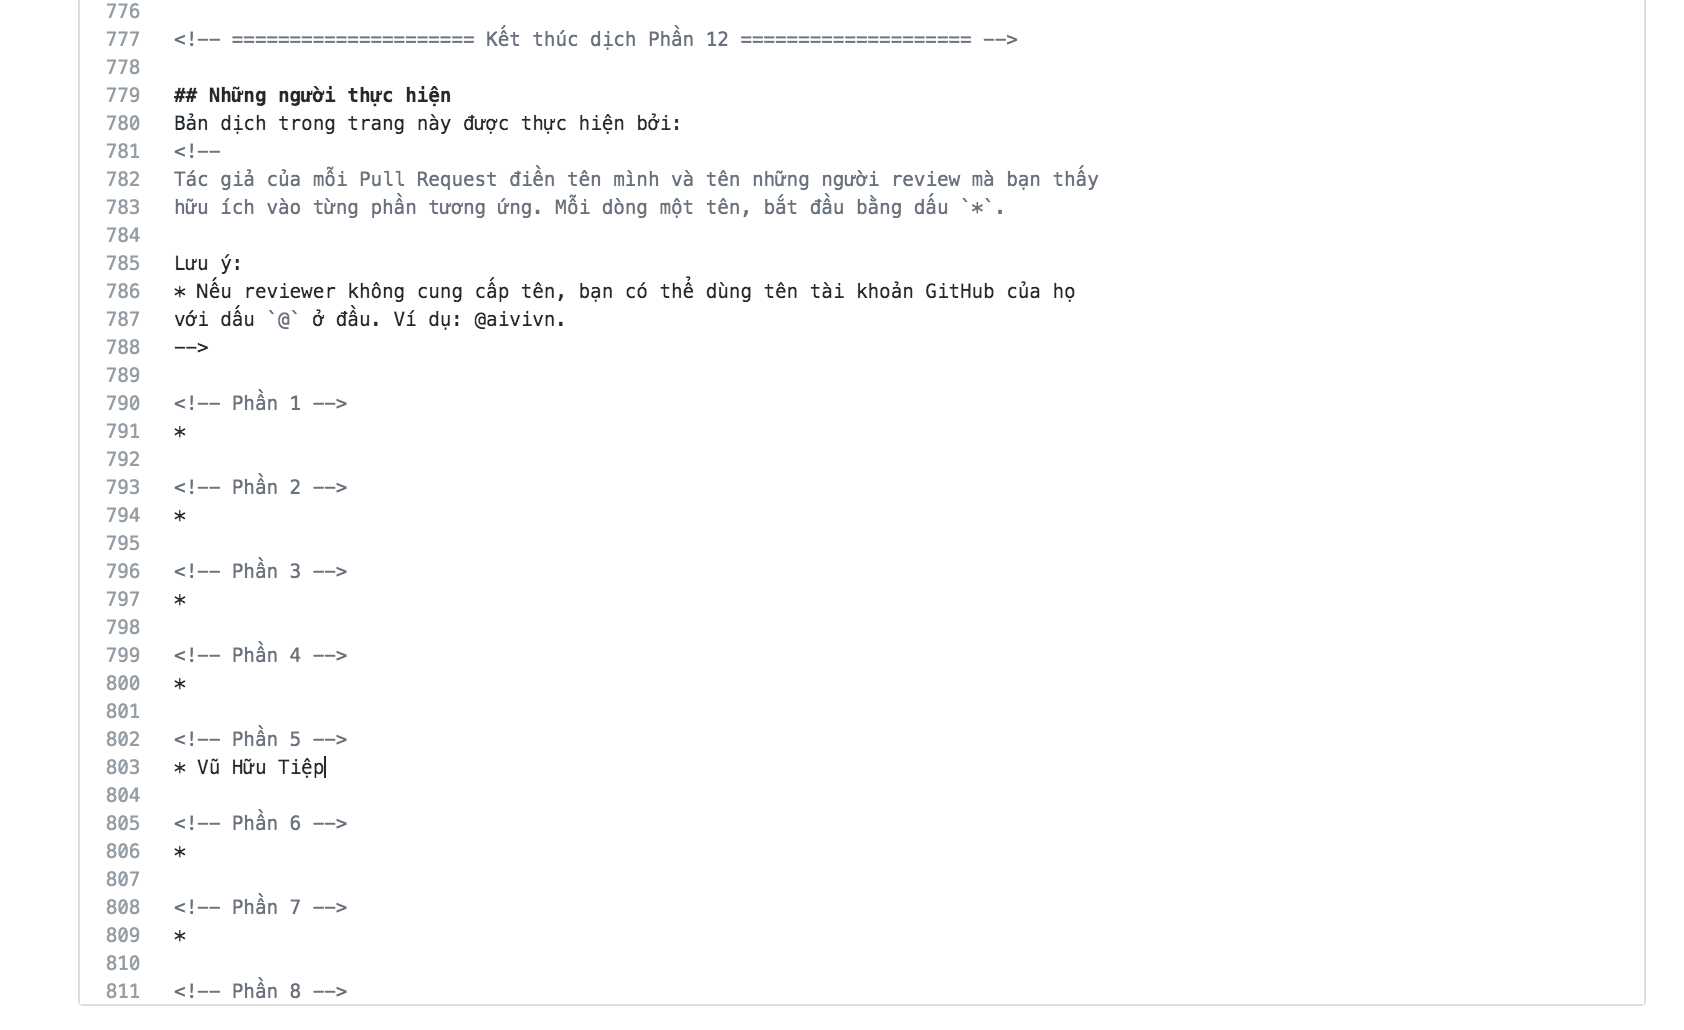 776
777 <!-- ===================== Kết thúc dịch Phần 12 ==================== -->
778
779 ## Những người thực hiện
780 Bản dịch trong trang này được thực hiện bởi:
781 <!--
782 Tác giả của mỗi Pull Request điền tên mình và tên những người review mà bạn thấy
783 hữu ích vào từng phần tương ứng. Mỗi dòng một tên, bắt đầu bằng dấu `*`.
784
785 Lưu ý:
786 * Nếu reviewer không cung cấp tên, bạn có thể dùng tên tài khoản GitHub của họ
787 với dấu `@` ở đầu. Ví dụ: @aivivn.
788 -->
789
790 <!-- Phần 1 -->
791 *
792
793 <!-- Phần 2 -->
794 *
795
796 <!-- Phần 3 -->
797 *
798
799 <!-- Phần 4 -->
800 *
801
802 <!-- Phần 5 -->
803 * Vũ Hữu Tiệp
804
805 <!-- Phần 6 -->
806 *
807
808 <!-- Phần 7 -->
809 *
810
811 <!-- Phần 8 -->